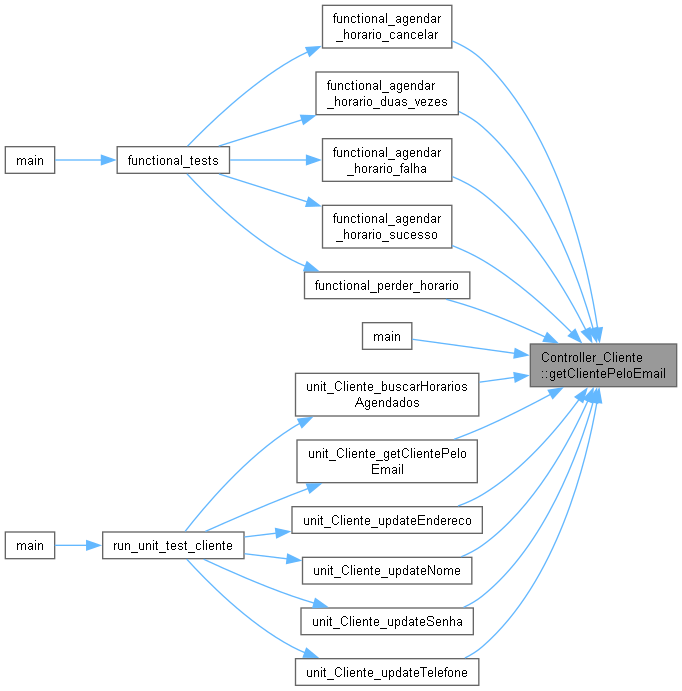 functional_agendar
_horario_cancelar
functional_agendar
_horario_duas_vezes
main
functional_tests
functional_agendar
_horario_falha
functional_agendar
_horario_sucesso
functional_perder_horario
main
Controller_Cliente
::getClientePeloEmail
unit_Cliente_buscarHorarios
Agendados
unit_Cliente_getClientePelo
Email
unit_Cliente_updateEndereco
main
run_unit_test_cliente
unit_Cliente_updateNome
unit_Cliente_updateSenha
unit_Cliente_updateTelefone